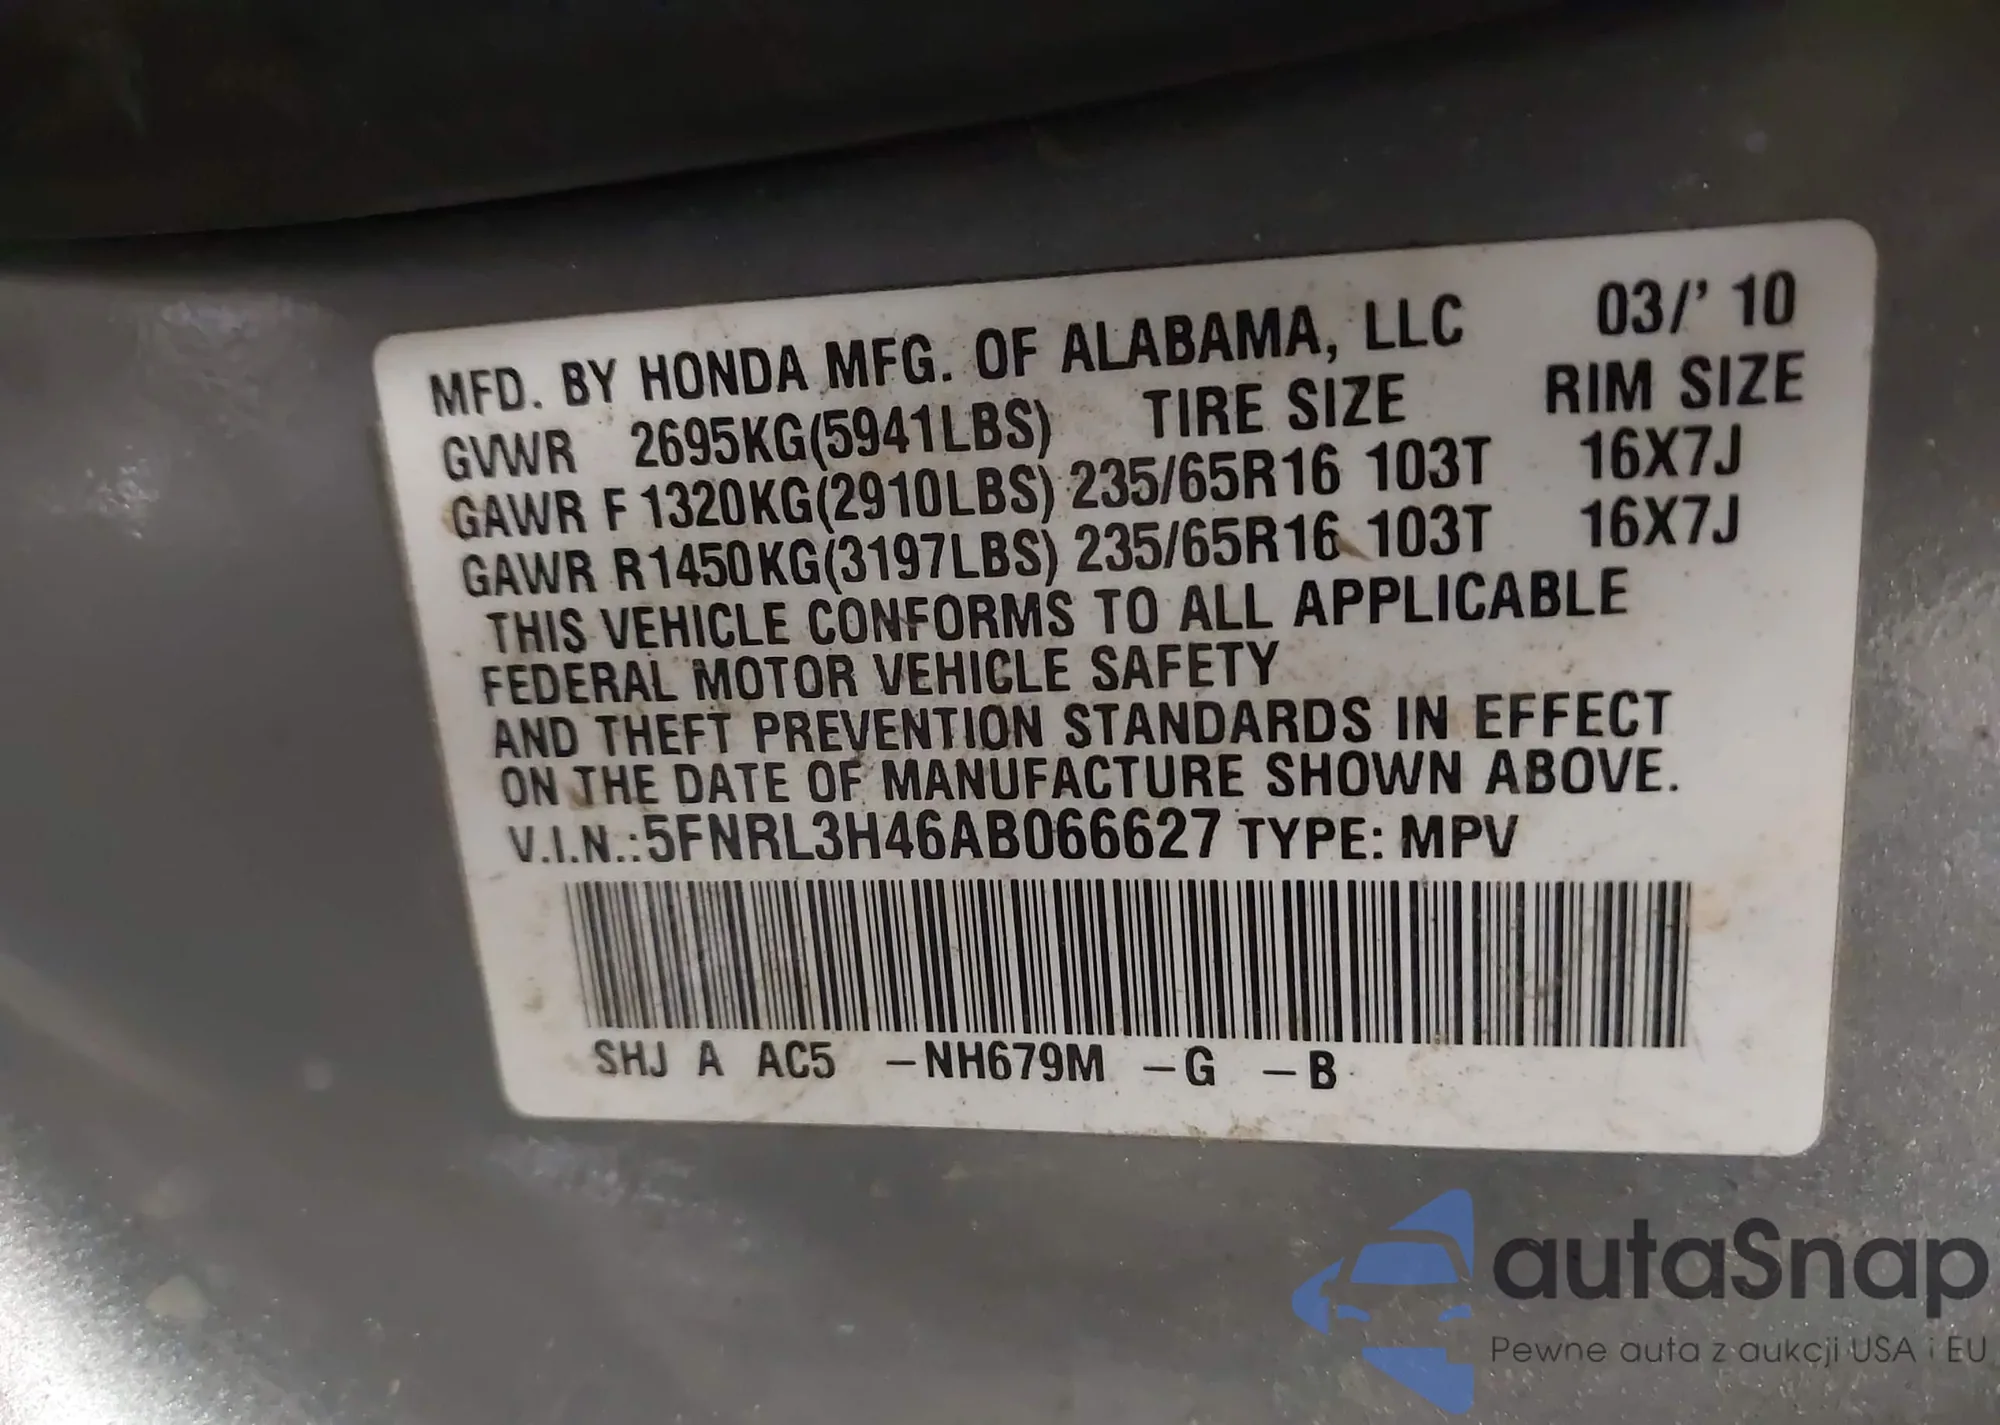 MFD. BY HONDA MFG. OF ALABAMA, LLC 03/'10
GVWR 2695KG(5941LBS) TIRE SIZE RIM SIZE
GAWR F 1320KG(2910LBS) 235/65R16 103T 16X7J
GAWR R1450KG(3197LBS) 235/65R16 103T 16X7J
THIS VEHICLE CONFORMS TO ALL APPLICABLE
FEDERAL MOTOR VEHICLE SAFETY
AND THEFT PREVENTION STANDARDS IN EFFECT
ON THE DATE OF MANUFACTURE SHOWN ABOVE.
V.I.N.:5FNRL3H46AB066627 TYPE: MPV
SHJ A AC5 -NH679M -G -B
autaSnap
Pewne auta z aukcji USA i EU